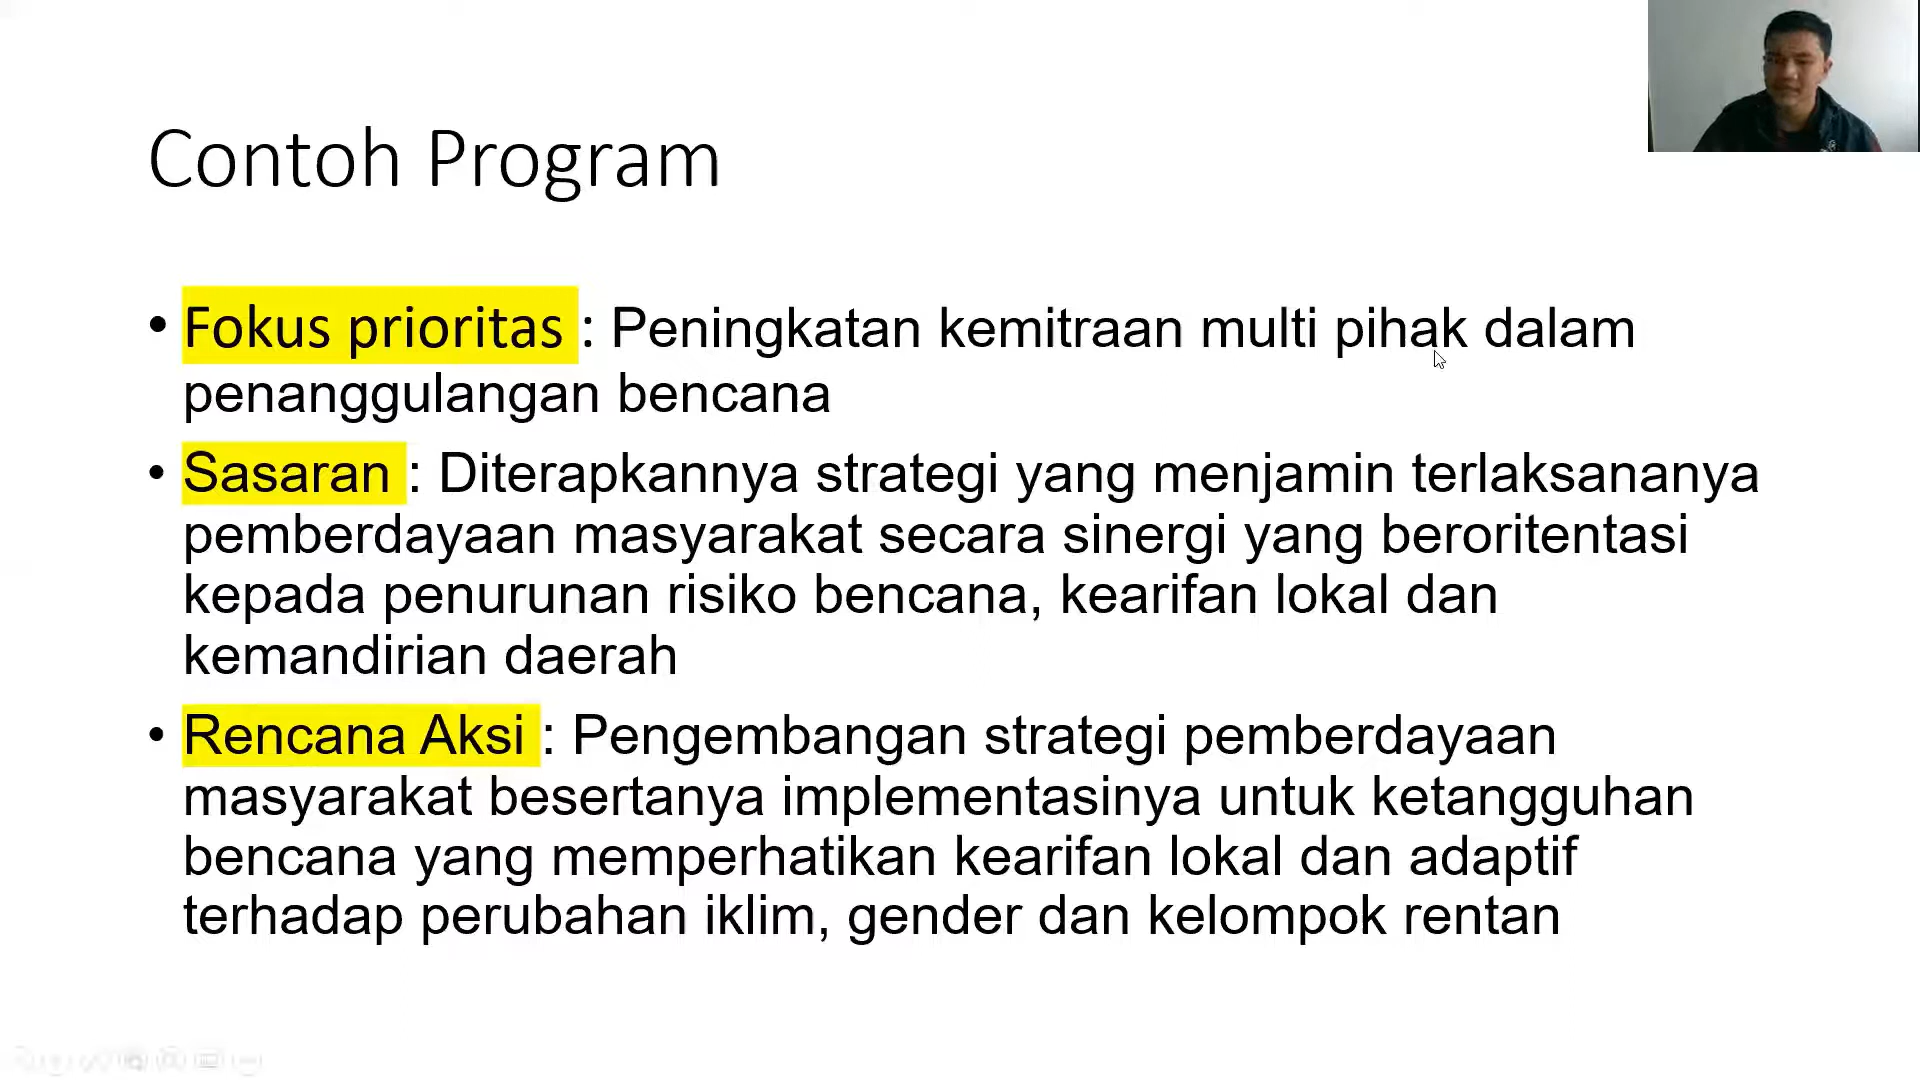 Contoh Program
• Fokus prioritas : Peningkatan kemitraan multi pihak dalam
penanggulangan bencana
• Sasaran : Diterapkannya strategi yang menjamin terlaksananya
pemberdayaan masyarakat secara sinergi yang beroritentasi
kepada penurunan risiko bencana, kearifan lokal dan
kemandirian daerah
• Rencana Aksi : Pengembangan strategi pemberdayaan
masyarakat besertanya implementasinya untuk ketangguhan
bencana yang memperhatikan kearifan lokal dan adaptif
terhadap perubahan iklim, gender dan kelompok rentan